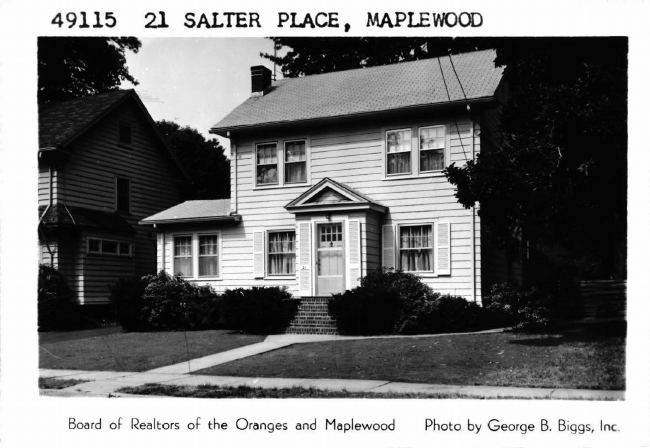 49115 21 SALTER PLACE, MAPLEWOOD
Board of Realtors of the Oranges and Maplewood Photo by George B. Biggs, Inc.